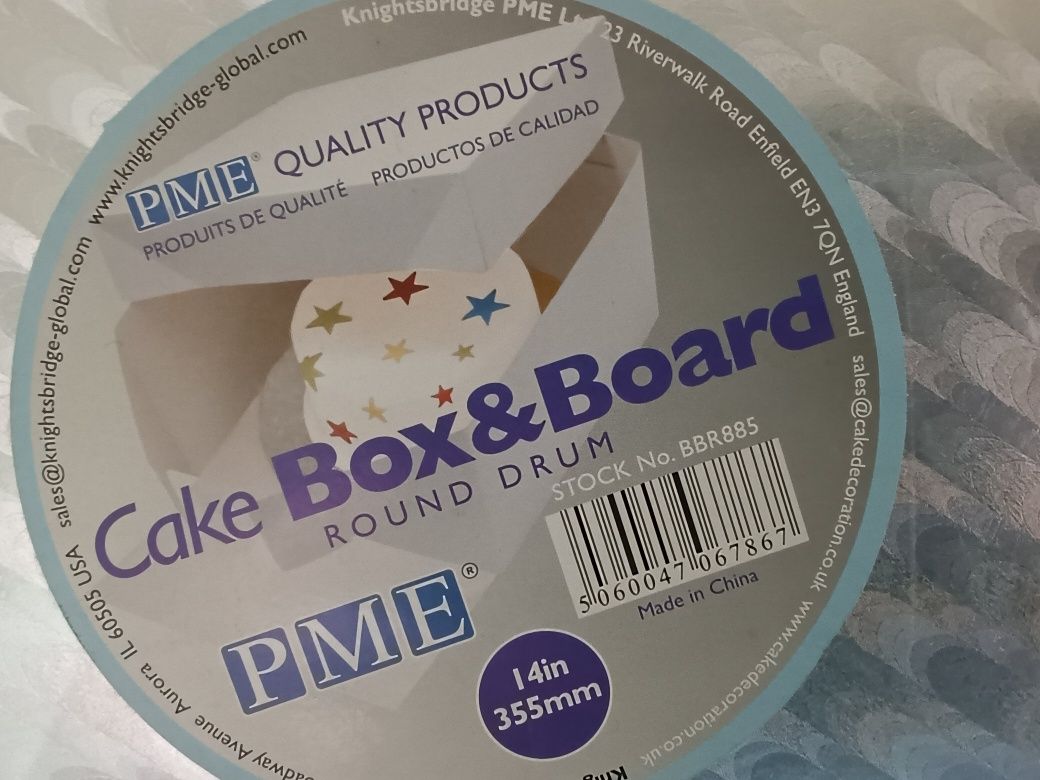 Knightsbridge PME
23 Riverwalk Road Enfield EN3 7QN England
sales@cakedecoration.co.uk www.cakedecoration.co.uk
www.knightsbridge-global.com
sales@knightsbridge-global.com
Avenue Aurora IL 60505 USA
PME® QUALITY PRODUCTS
PRODUITS DE QUALITÉ PRODUCTOS DE CALIDAD
Cake Box&Board
ROUND DRUM
STOCK No. BBR885
5 060047 067867
Made in China
PME®
14in
355mm